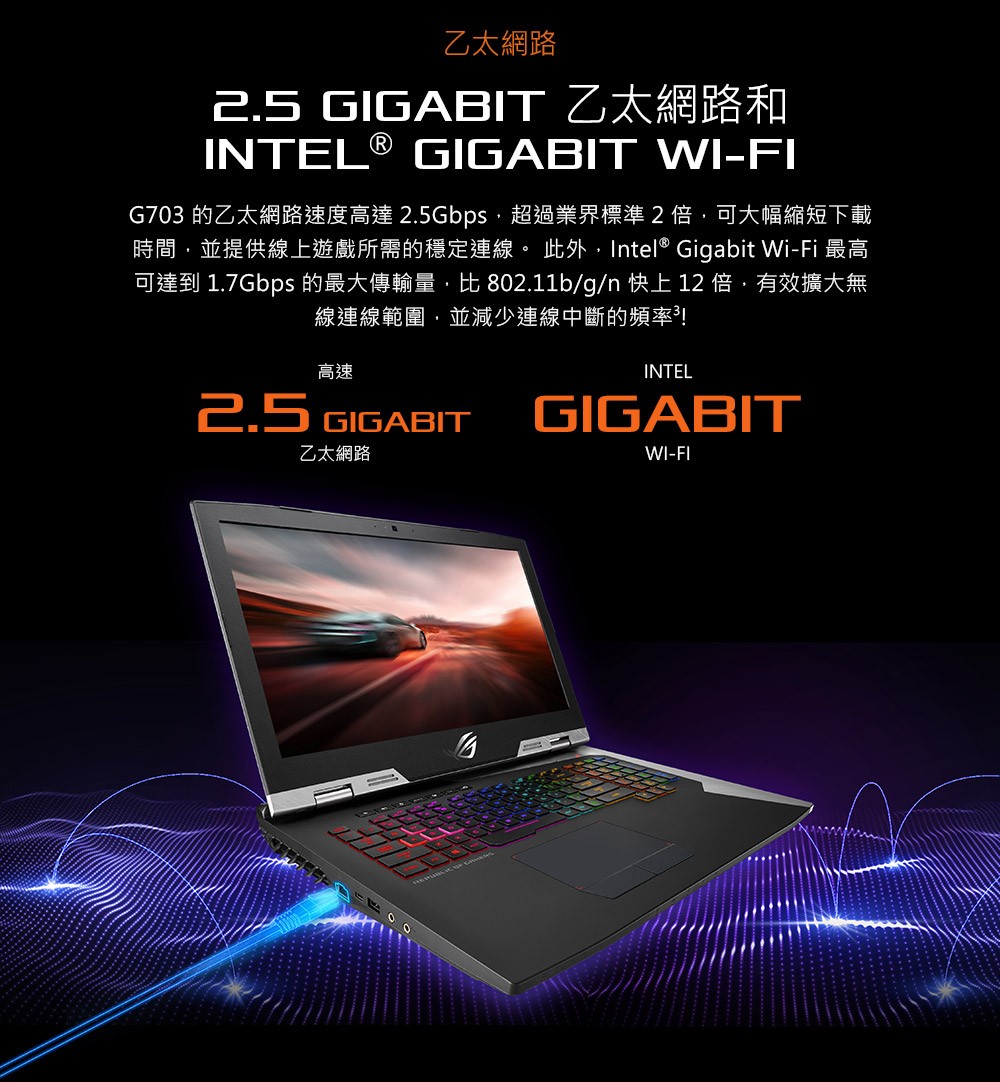 乙太網路
2.5 GIGABIT 乙太網路和
INTEL® GIGABIT WI-FI
G703 的乙太網路速度高達 2.5Gbps，超過業界標準 2 倍，可大幅縮短下載
時間，並提供線上遊戲所需的穩定連線。 此外，Intel® Gigabit Wi-Fi 最高
可達到 1.7Gbps 的最大傳輸量，比 802.11b/g/n 快上 12 倍，有效擴大無
線連線範圍，並減少連線中斷的頻率³!
高速
2.5 GIGABIT
乙太網路
INTEL
GIGABIT
WI-FI
REPUBLIC OF GAMERS